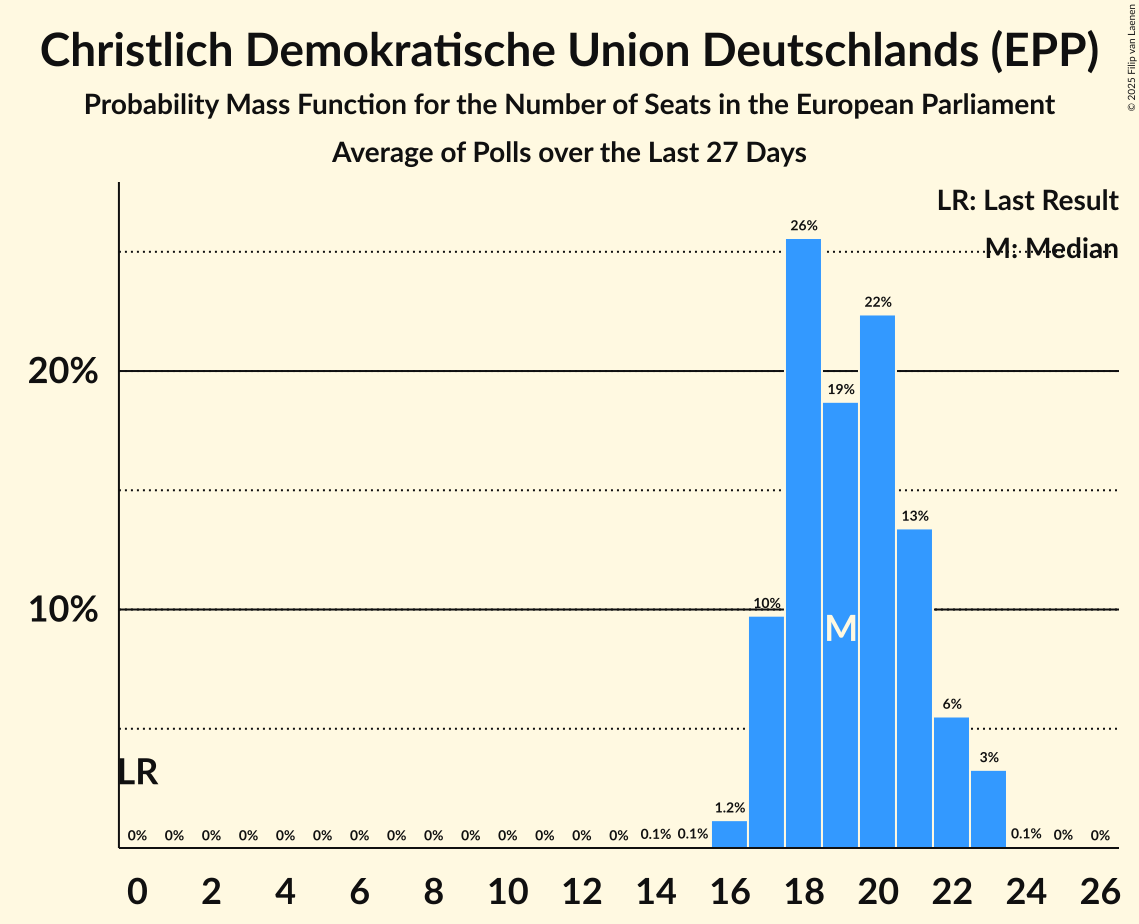 Christlich Demokratische Union Deutschlands (EPP)
Probability Mass Function for the Number of Seats in the European Parliament
Average of Polls over the Last 27 Days
© 2025 Filip van Laenen
LR: Last Result
M: Median
26%
22%
20%
19%
13%
10%
10%
M
6%
3%
LR
1.2%
0% 0% 0% 0% 0% 0% 0% 0% 0% 0% 0% 0% 0% 0% 0.1% 0.1% 0.1% 0% 0%
0 2 4 6 8 10 12 14 16 18 20 22 24 26